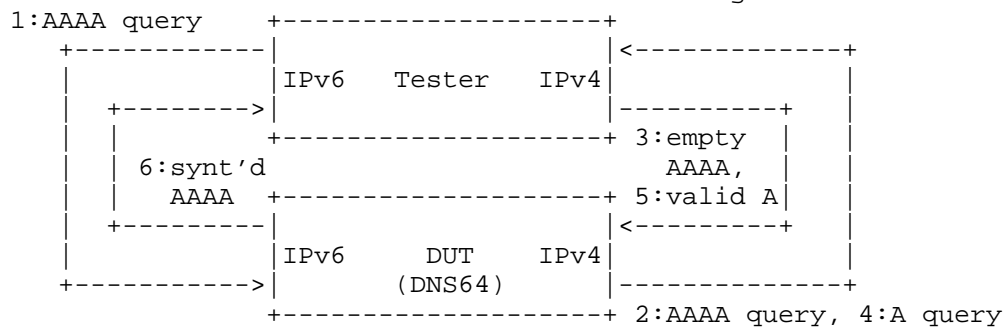 1:AAAA query
IPv6 Tester IPv4
3:empty
6:synt'd AAAA,
AAAA 5:valid A
IPv6 DUT IPv4
(DNS64)
2:AAAA query, 4:A query